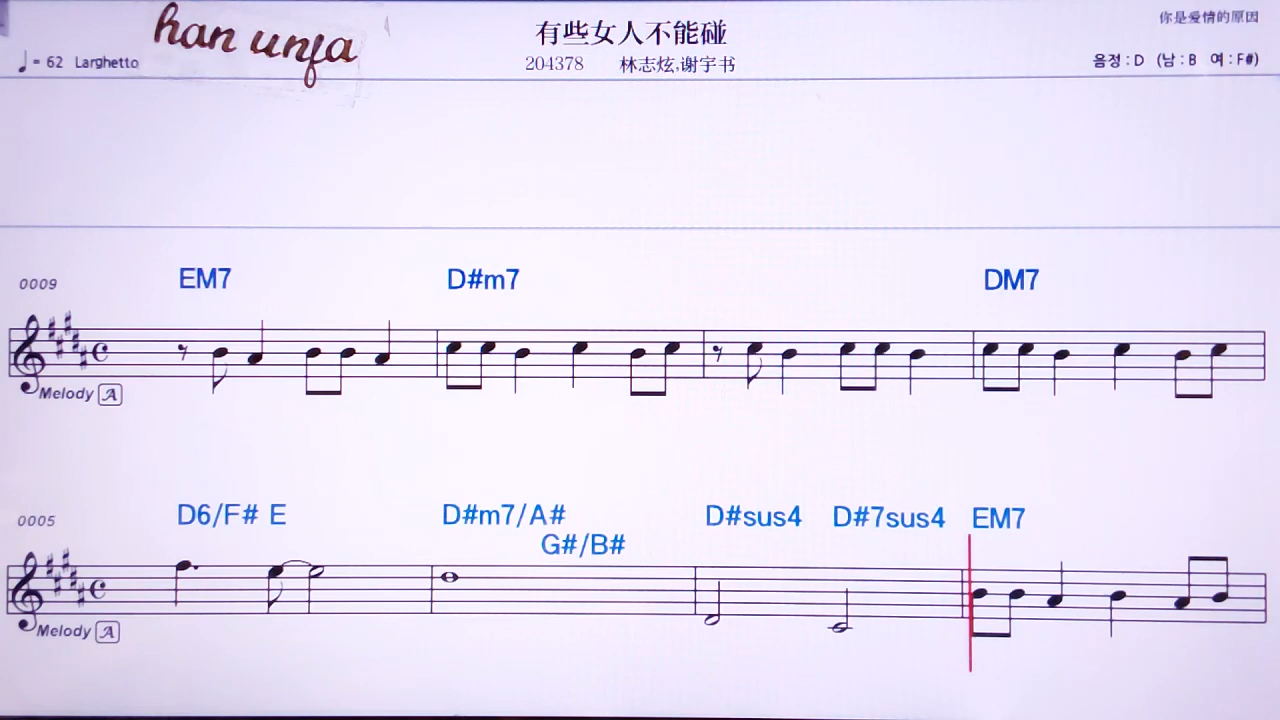 han unfa
有些女人不能碰
你是爱情的原因
♩= 62 Larghetto
204378 林志炫,谢宇书
음정 : D (남 : B 여 : F#)
0009 EM7 D#m7 DM7
Melody A
0005 D6/F# E D#m7/A# D#sus4 D#7sus4 EM7
G#/B#
Melody A